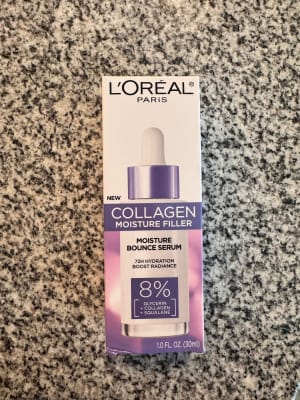 L'ORÉAL®
PARIS
NEW
COLLAGEN
MOISTURE FILLER
MOISTURE
BOUNCE SERUM
72H HYDRATION
BOOST RADIANCE
8%
GLYCERIN
+ COLLAGEN
+ SQUALANE
1.0 FL. OZ. (30ml)